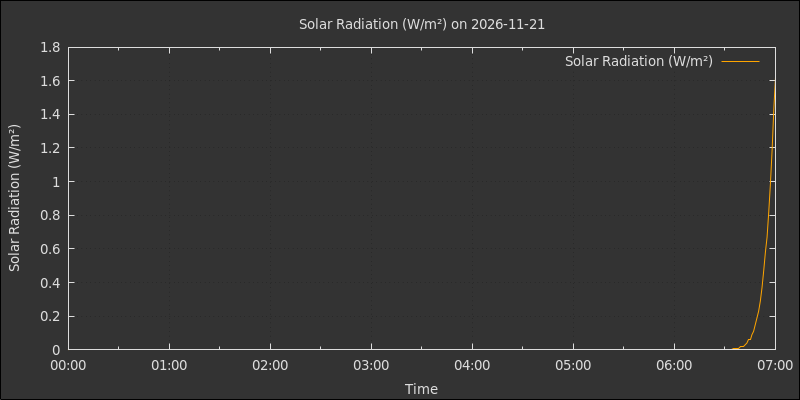 Solar Radiation (W/m²) on 2026-11-21
Solar Radiation (W/m²)
Solar Radiation (W/m²)
1.8
1.6
1.4
1.2
1
0.8
0.6
0.4
0.2
0
00:00 01:00 02:00 03:00 04:00 05:00 06:00 07:00
Time